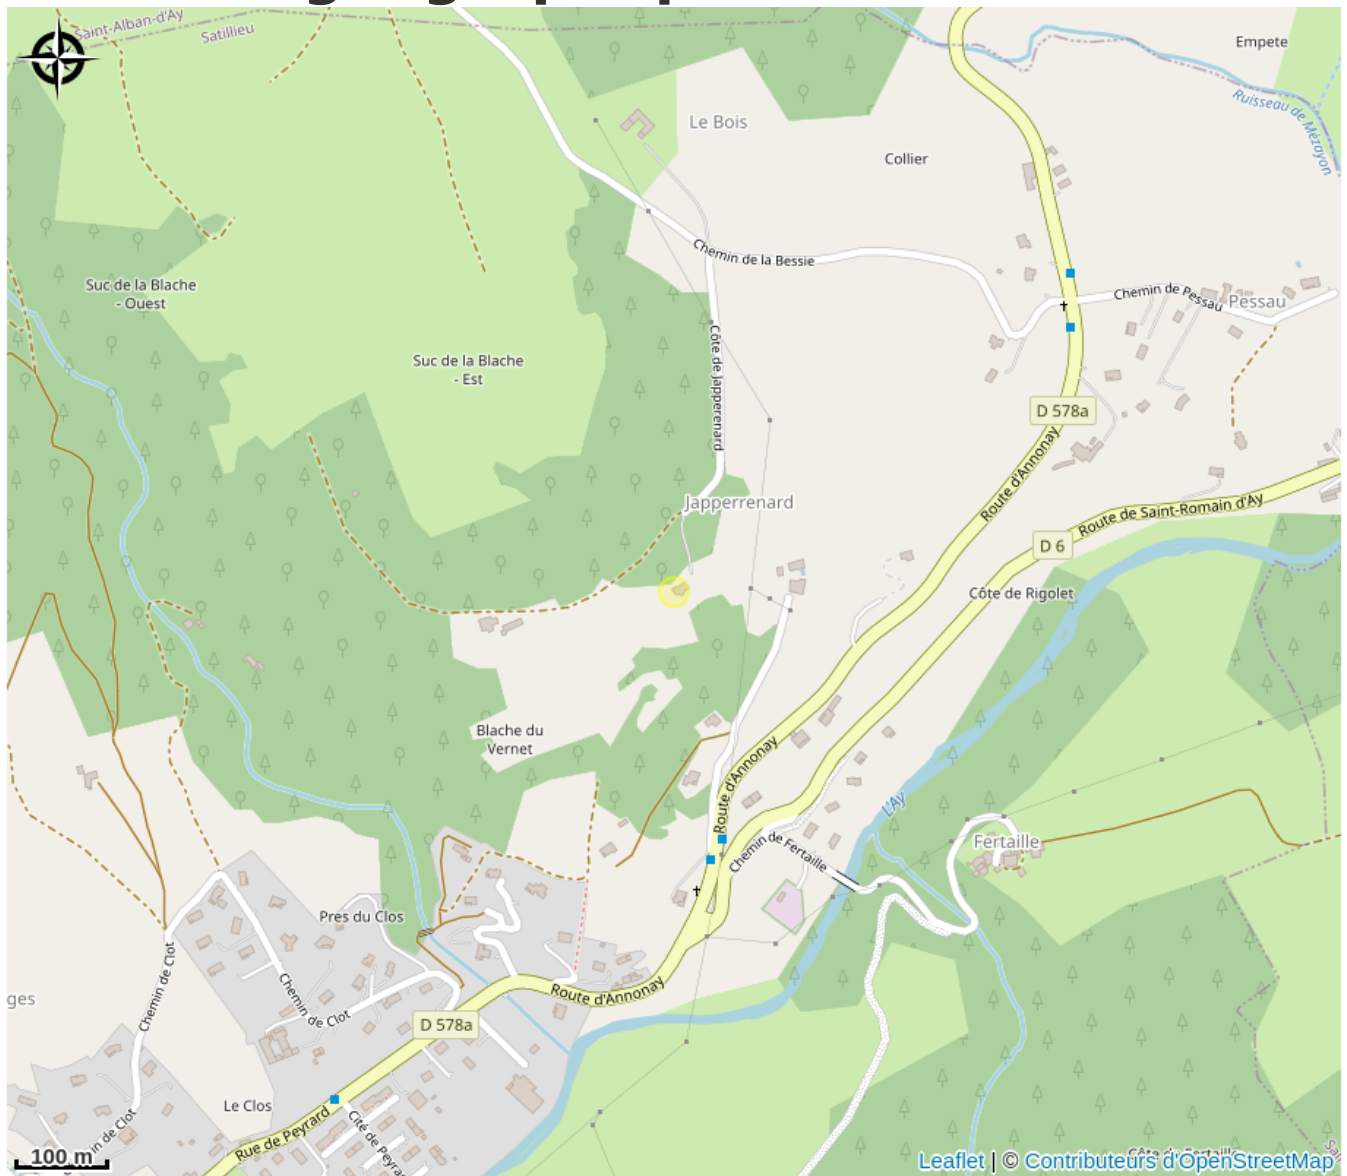 Saint-Alban-d'Ay
Satillieu
Empete
Ruisseau de Mézayon
Le Bois
Collier
Chemin de la Bessie
Chemin de Pessau
Pessau
Suc de la Blache
- Ouest
Côte de Japperenard
Suc de la Blache
- Est
D 578a
Route d'Annonay
Japperrenard
Route de Saint-Romain d'Ay
D 6
Côte de Rigolet
Blache du
Vernet
Route d'Annonay
L'Ay
Chemin de Fertaille
Fertaille
Pres du Clos
Chemin de Clot
Chemin de Clot
ges
Route d'Annonay
D 578a
Le Clos
Rue de Peyrard
Cité de Peyra
in de Clot
100 m
Leaflet | © Contributeurs d'OpenStreetMap